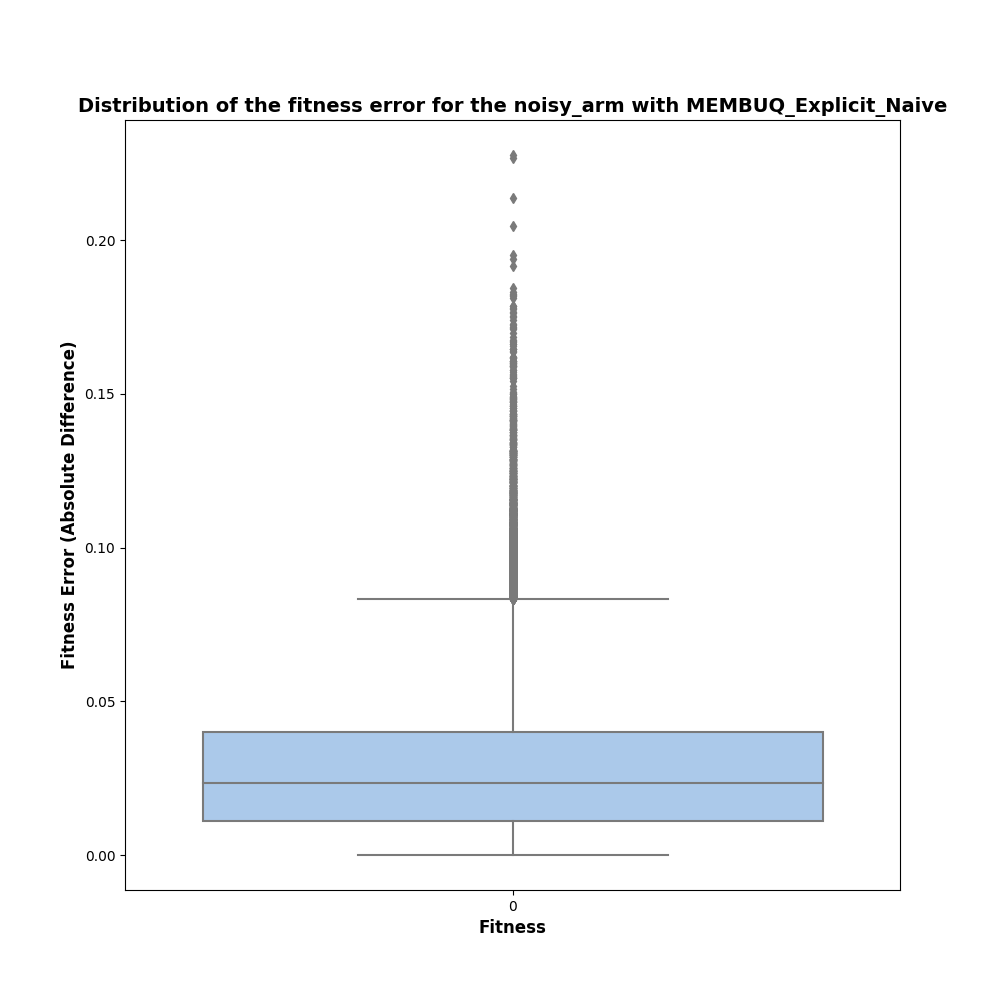 Distribution of the fitness error for the noisy_arm with MEMBUQ_Explicit_Naive
Fitness Error (Absolute Difference)
0.20
0.15
0.10
0.05
0.00
0
Fitness